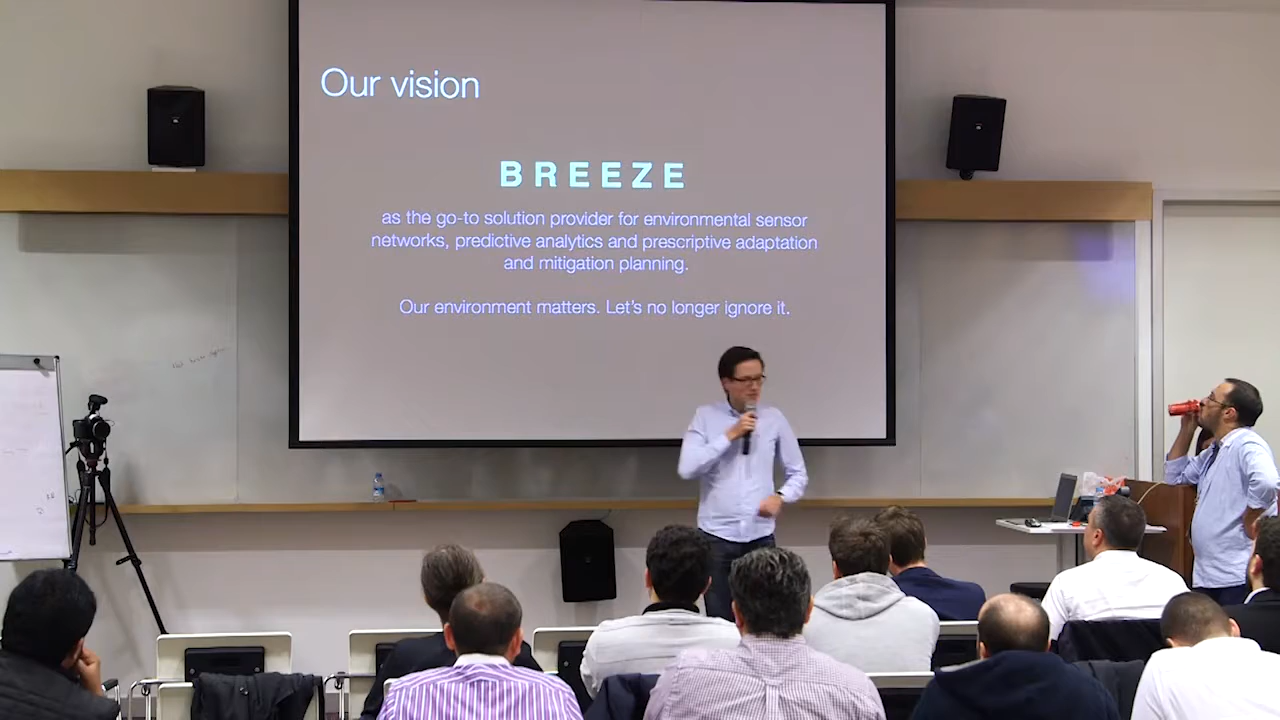 Our vision
BREEZE
as the go-to solution provider for environmental sensor
networks, predictive analytics and prescriptive adaptation
and mitigation planning.
Our environment matters. Let's no longer ignore it.